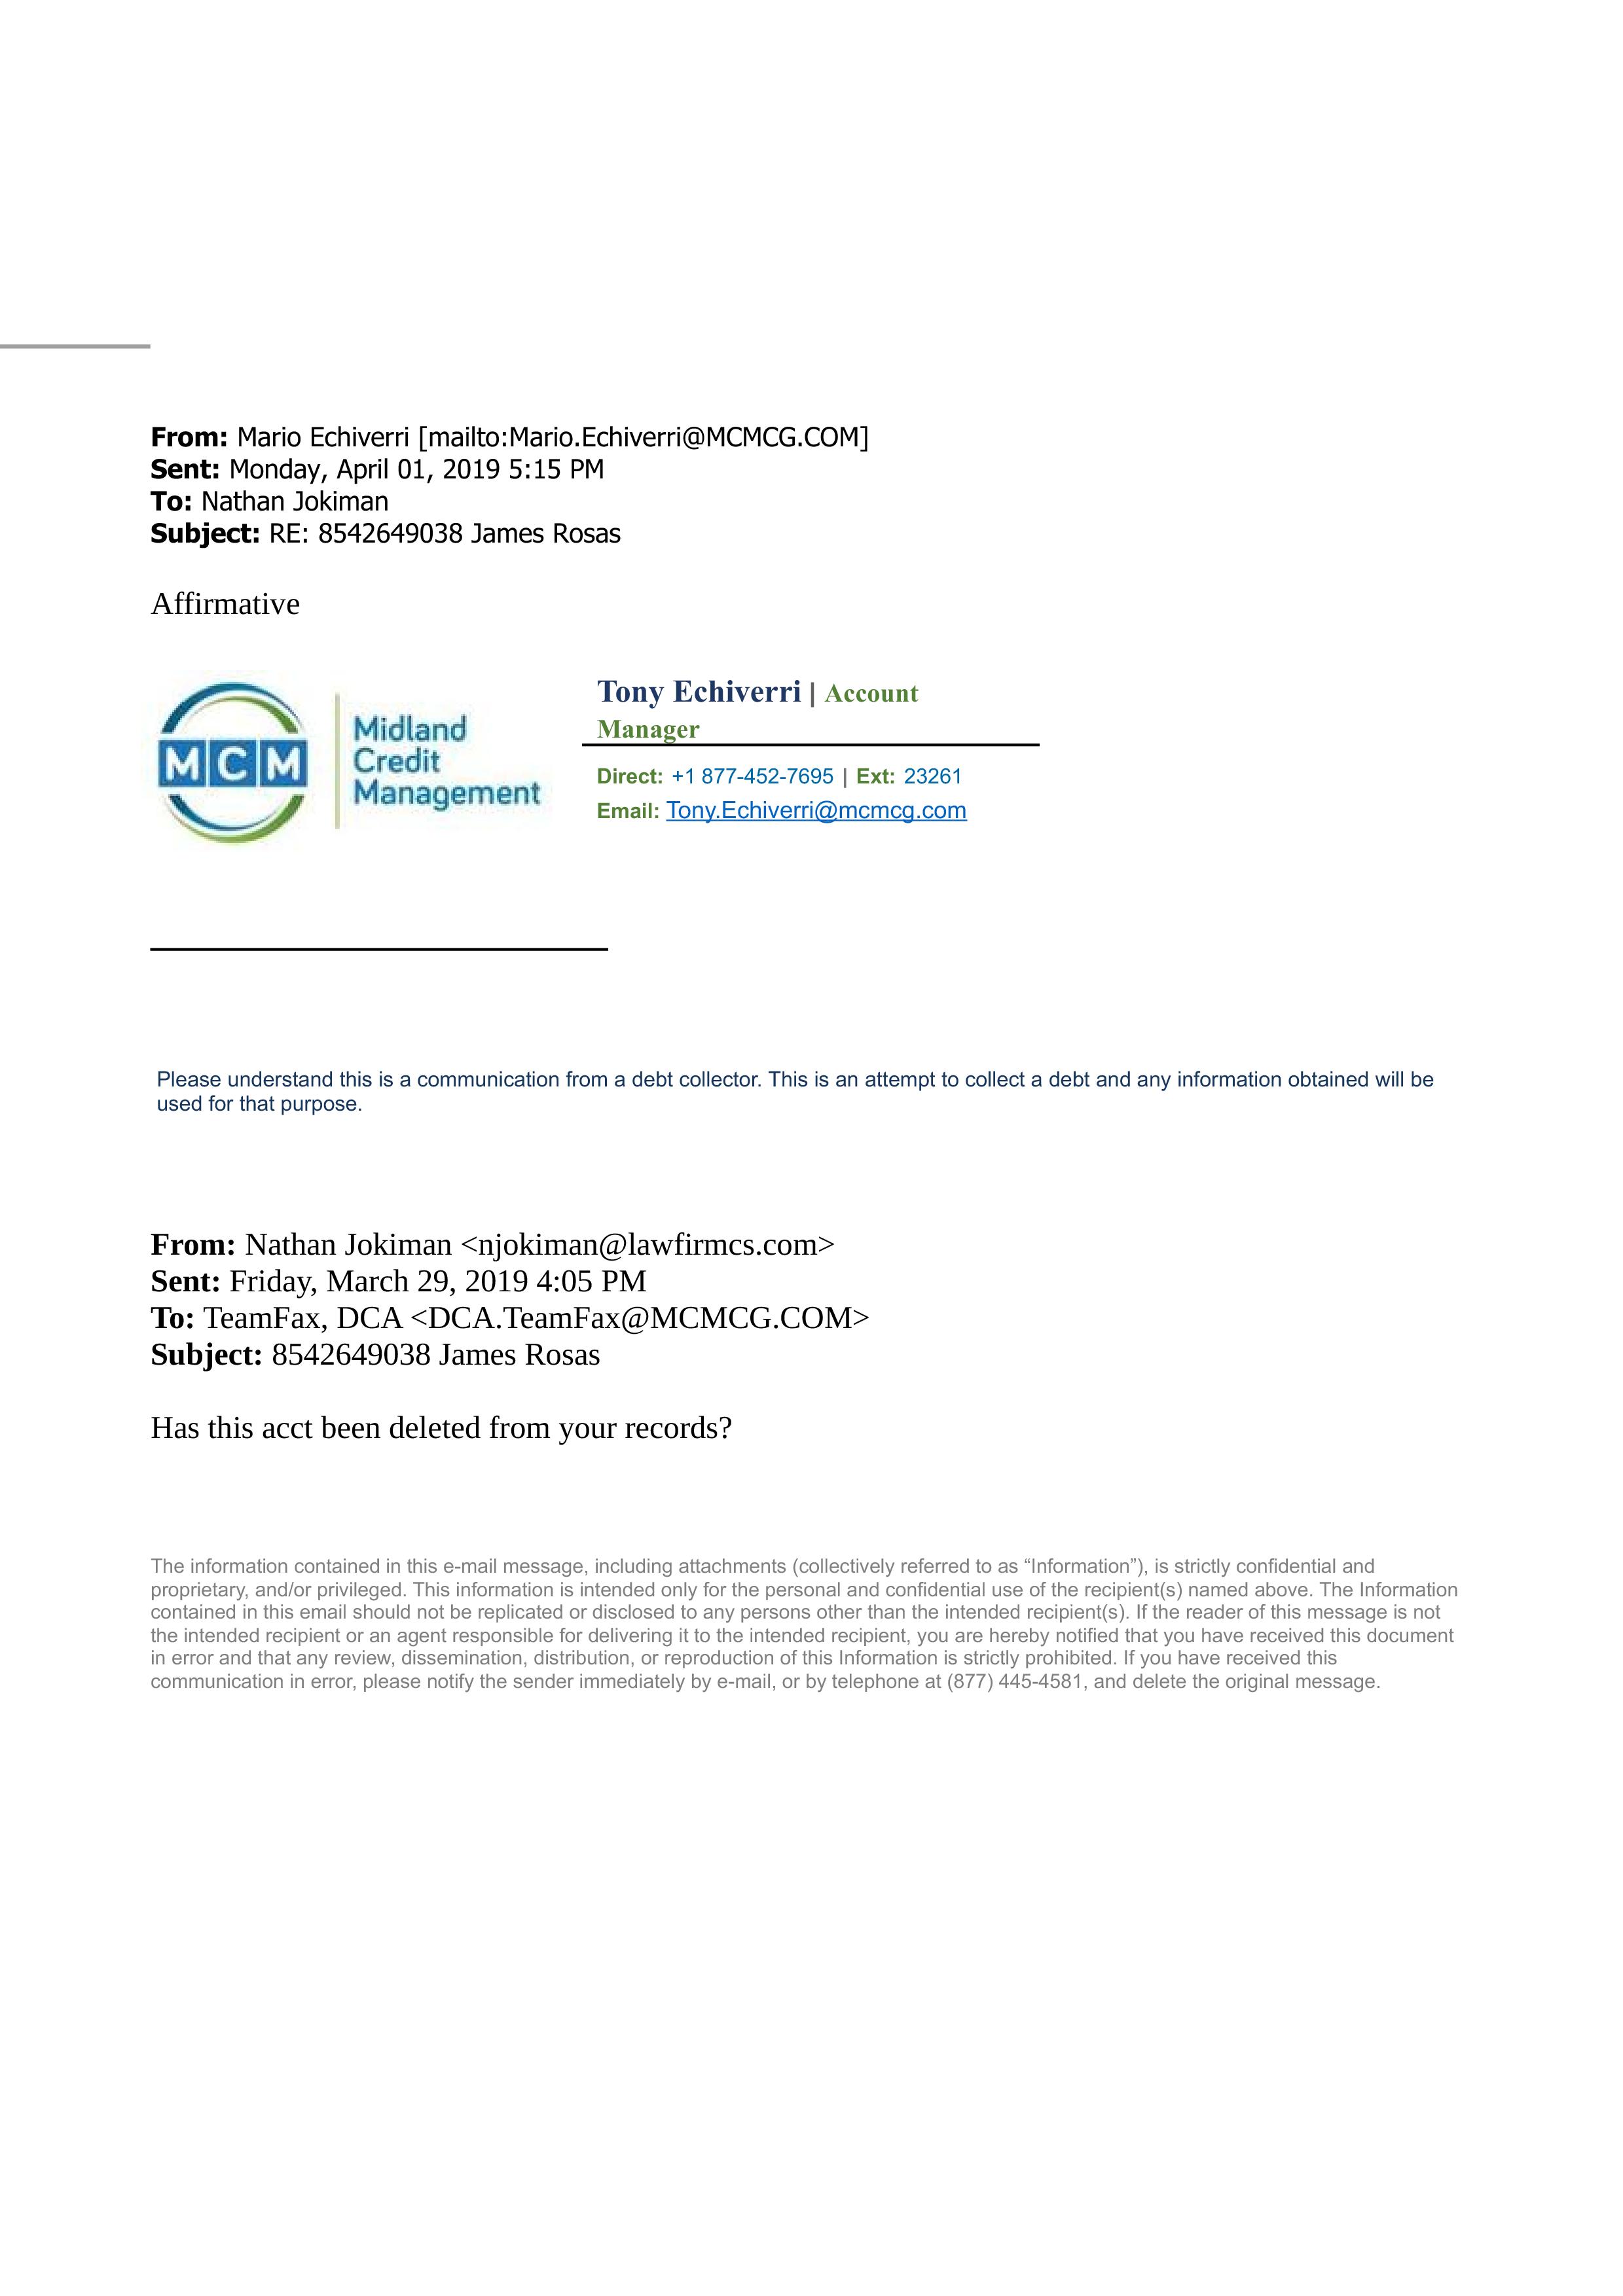 From: Mario Echiverri [mailto:Mario.Echiverri@MCMCG.COM]
Sent: Monday, April 01, 2019 5:15 PM
To: Nathan Jokiman
Subject: RE: 8542649038 James Rosas
Affirmative
MCM
Midland
Credit
Management
Tony Echiverri | Account
Manager
Direct: +1 877-452-7695 | Ext: 23261
Email: Tony.Echiverri@mcmcg.com
Please understand this is a communication from a debt collector. This is an attempt to collect a debt and any information obtained will be
used for that purpose.
From: Nathan Jokiman <njokiman@lawfirmcs.com>
Sent: Friday, March 29, 2019 4:05 PM
To: TeamFax, DCA <DCA.TeamFax@MCMCG.COM>
Subject: 8542649038 James Rosas
Has this acct been deleted from your records?
The information contained in this e-mail message, including attachments (collectively referred to as “Information”), is strictly confidential and
proprietary, and/or privileged. This information is intended only for the personal and confidential use of the recipient(s) named above. The Information
contained in this email should not be replicated or disclosed to any persons other than the intended recipient(s). If the reader of this message is not
the intended recipient or an agent responsible for delivering it to the intended recipient, you are hereby notified that you have received this document
in error and that any review, dissemination, distribution, or reproduction of this Information is strictly prohibited. If you have received this
communication in error, please notify the sender immediately by e-mail, or by telephone at (877) 445-4581, and delete the original message.